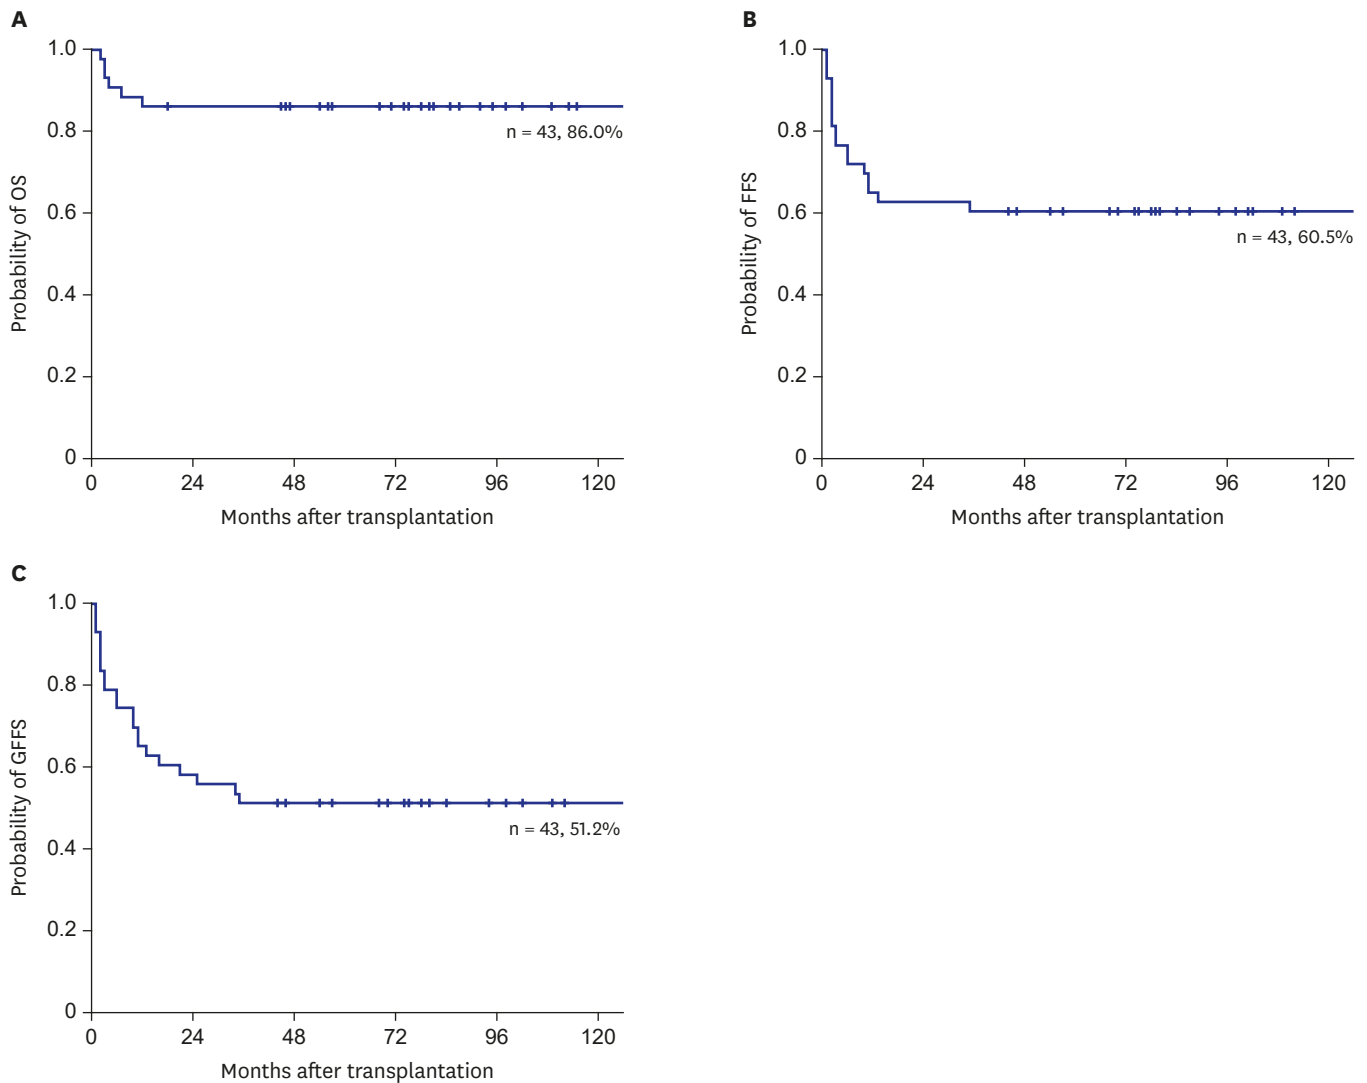 A
Probability of OS
1.0
0.8
0.6
0.4
0.2
0
n = 43, 86.0%
0 24 48 72 96 120
Months after transplantation
B
Probability of FFS
1.0
0.8
0.6
0.4
0.2
0
n = 43, 60.5%
0 24 48 72 96 120
Months after transplantation
C
Probability of GFFS
1.0
0.8
0.6
0.4
0.2
0
n = 43, 51.2%
0 24 48 72 96 120
Months after transplantation